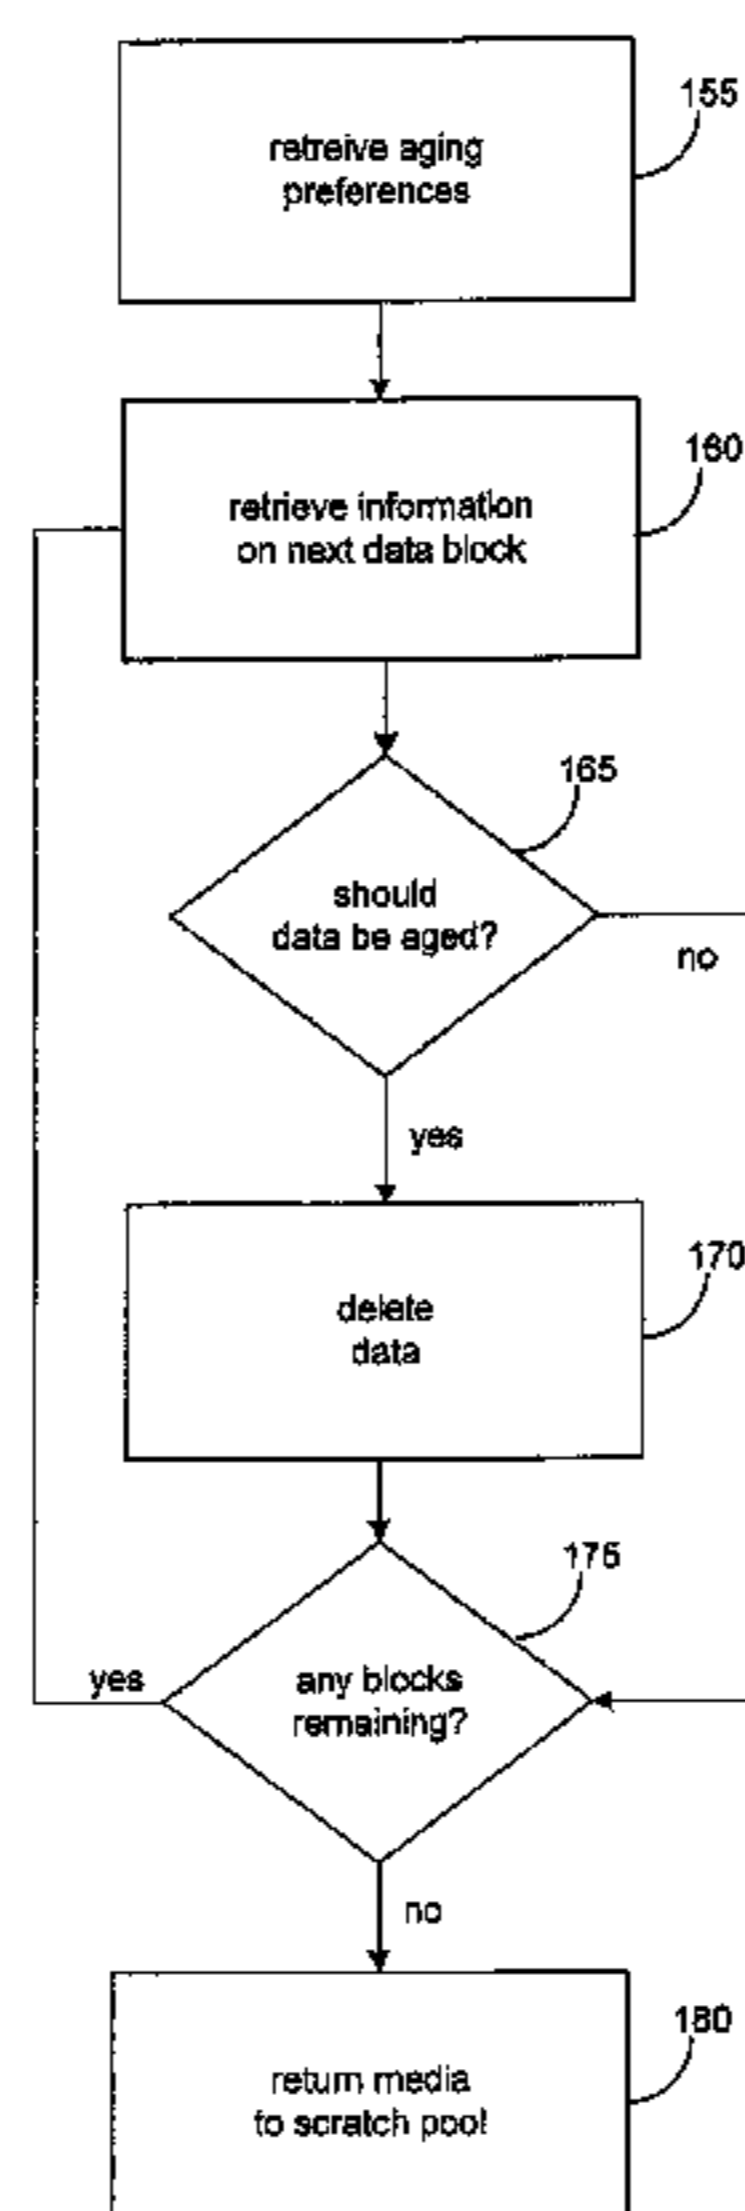 retreive aging
preferences
155
retrieve information
on next data block
160
should
data be aged?
165
no
yes
delete
data
170
any blocks
remaining?
175
yes
no
return media
to scratch pool
180